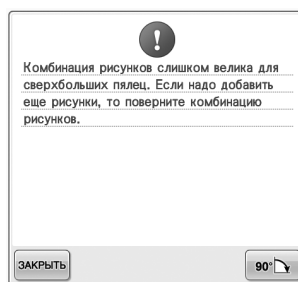 Комбинация рисунков слишком велика для
сверхбольших пялец. Если надо добавить
еще рисунки, то поверните комбинацию
рисунков.
ЗАКРЫТЬ
90°